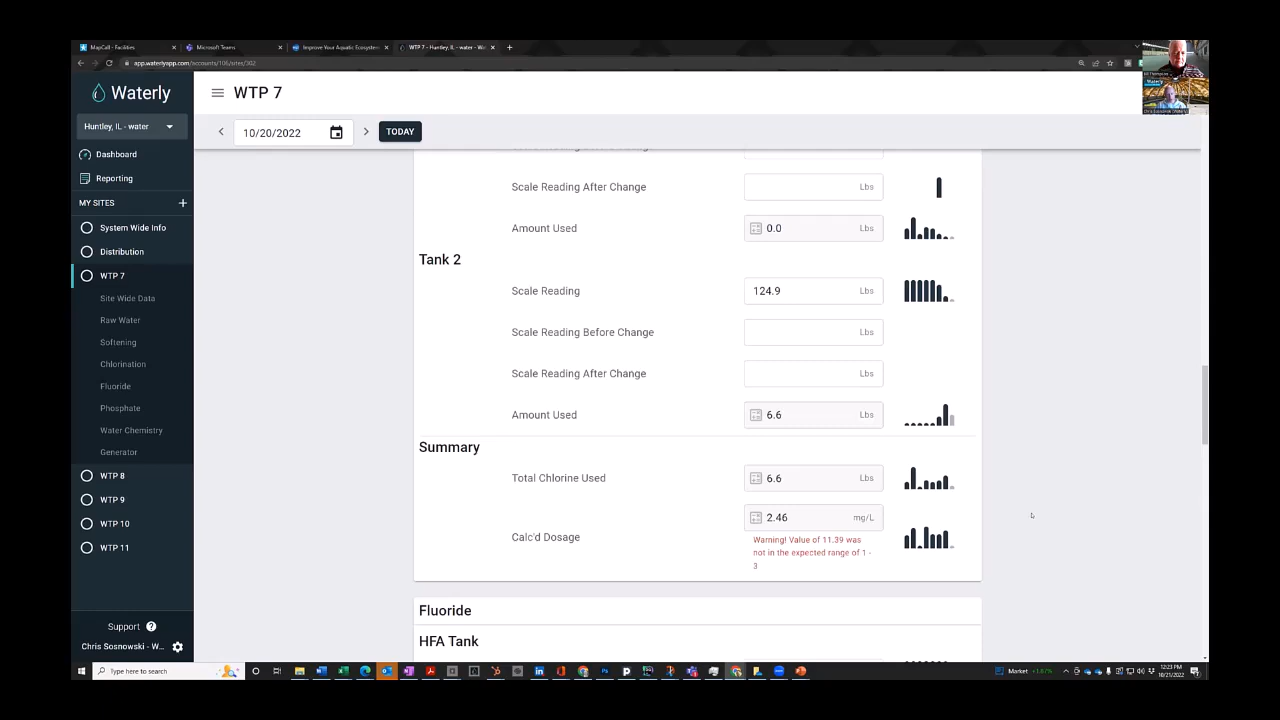 MapCall - Facilities
Microsoft Teams
Improve Your Aquatic Ecosystem
WTP 7 - Huntley, IL - water - Wa
app.waterlyapp.com/accounts/106/sites/302
Waterly
WTP 7
Huntley, IL - water
10/20/2022
TODAY
Dashboard
Reporting
MY SITES
System Wide Info
Distribution
WTP 7
Site Wide Data
Raw Water
Softening
Chlorination
Fluoride
Phosphate
Water Chemistry
Generator
WTP 8
WTP 9
WTP 10
WTP 11
Support
Chris Sosnowski - W...
Scale Reading After Change
Lbs
Amount Used
0.0
Lbs
Tank 2
Scale Reading
124.9
Lbs
Scale Reading Before Change
Lbs
Scale Reading After Change
Lbs
Amount Used
6.6
Lbs
Summary
Total Chlorine Used
6.6
Lbs
Calc'd Dosage
2.46
mg/L
Warning! Value of 11.39 was
not in the expected range of 1 -
3
Fluoride
HFA Tank
Waterly
Type here to search
Market +1.67%
12:23 PM
10/21/2022